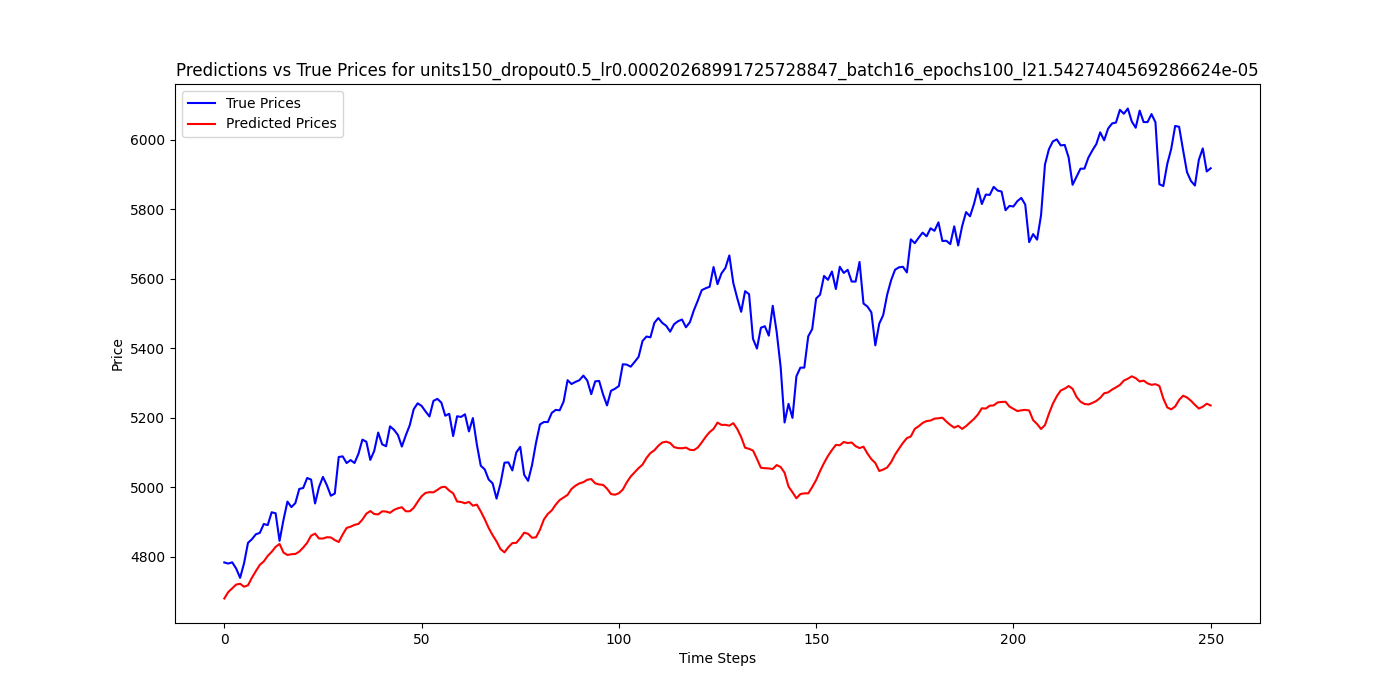 Predictions vs True Prices for units150_dropout0.5_lr0.00020268991725728847_batch16_epochs100_l21.5427404569286624e-05
True Prices
Predicted Prices
6000
5800
5600
5400
5200
5000
4800
Price
0 50 100 150 200 250
Time Steps